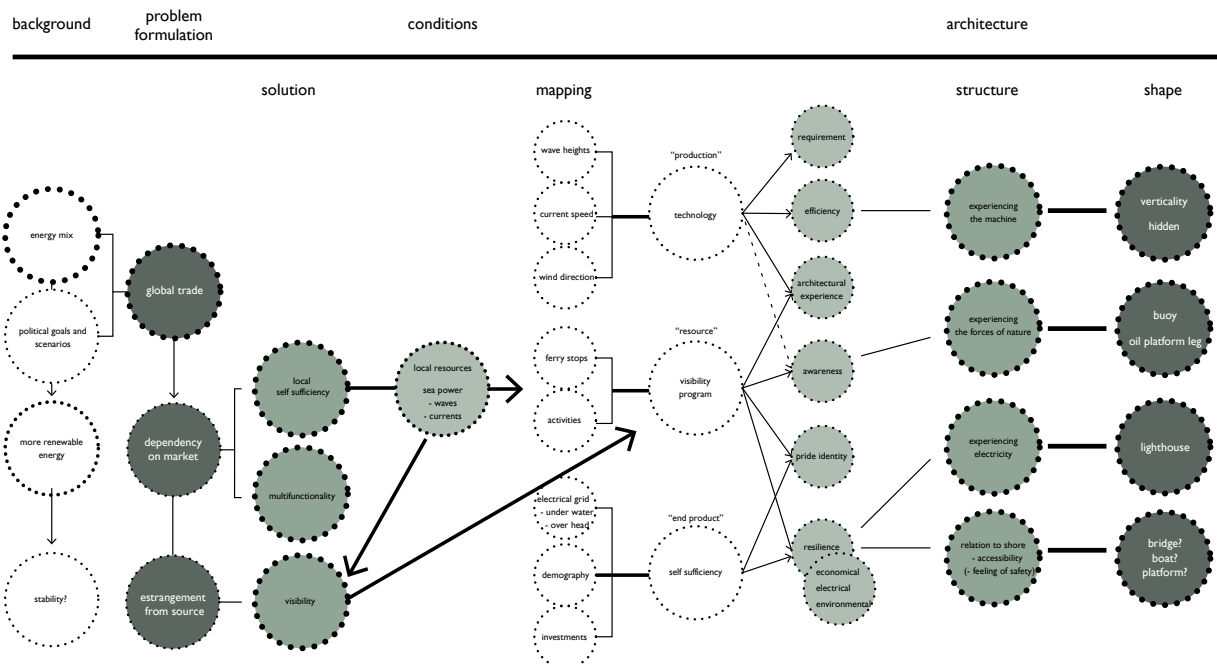 background
problem
formulation
conditions
architecture
solution
mapping
structure
shape
energy mix
political goals and
scenarios
more renewable
energy
stability?
global trade
dependency
on market
estrangement
from source
local
self sufficiency
multifunctionality
visibility
local resources
sea power
- waves
- currents
wave heights
current speed
wind direction
ferry stops
activities
electrical grid
- under water
- over head
demography
investments
"production"
technology
"resource"
visibility
program
"end product"
self sufficiency
requirement
efficiency
architectural
experience
awareness
pride identity
resilience
economical
electrical
environmental
experiencing
the machine
experiencing
the forces of nature
experiencing
electricity
relation to shore
- accessibility
(- feeling of safety)
verticality
hidden
buoy
oil platform leg
lighthouse
bridge?
boat?
platform?